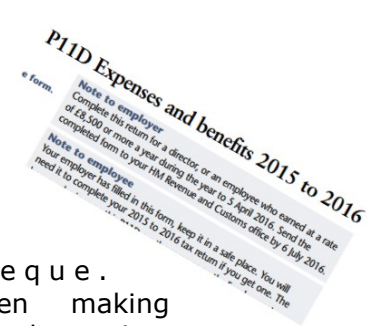 P11D Expenses and benefits 2015 to 2016
e form.
Note to employer
Complete this return for a director, or an employee who earned at a rate
of £8,500 or more a year during the year to 5 April 2016. Send the
completed form to your HM Revenue and Customs office by 6 July 2016.
Note to employee
Your employer has filled in this form, keep it in a safe place. You will
need it to complete your 2015 to 2016 tax return if you get one. The
e q u e .
en making